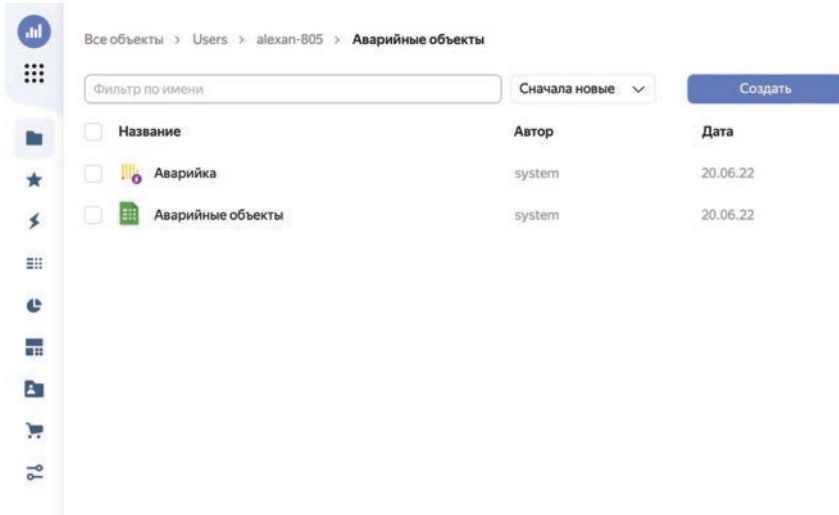 Все объекты > Users > alexan-805 > Аварийные объекты
Фильтр по имени Сначала новые Создать
Название Автор Дата
Аварийка system 20.06.22
Аварийные объекты system 20.06.22